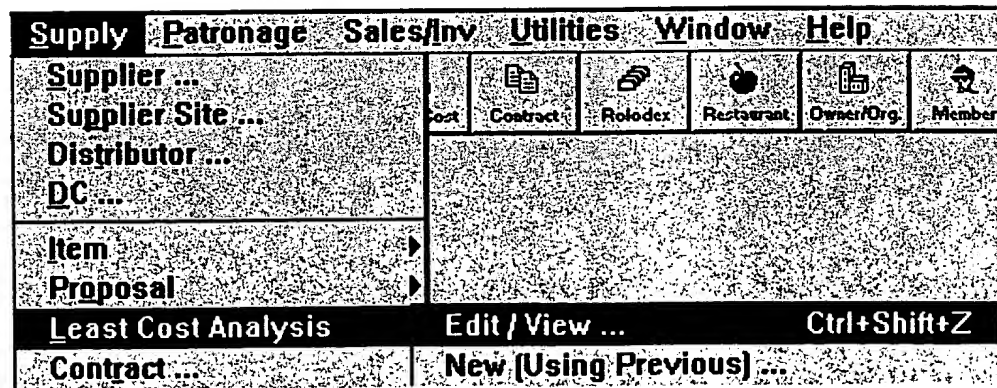 Supply Patronage Sales/Inv Utilities Window Help
Supplier ...
Supplier Site ...
Distributor ...
DC ...
Cost Contract Rolodex Restaurant Owner/Org. Member
Item
Proposal
Least Cost Analysis Edit / View ... Ctrl+Shift+Z
Contract ... New (Using Previous) ...